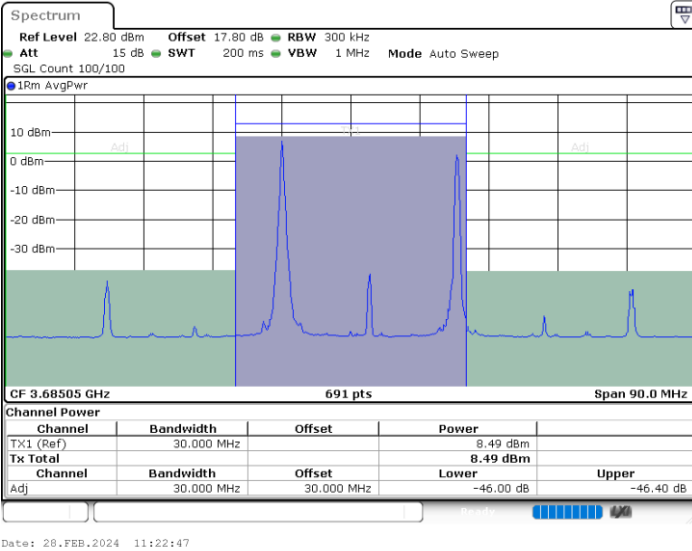 Spectrum
Ref Level 22.80 dBm Offset 17.80 dB RBW 300 kHz
Att 15 dB SWT 200 ms VBW 1 MHz Mode Auto Sweep
SGL Count 100/100
1Rm AvgPwr
10 dBm
Adj Adj
0 dBm
-10 dBm
-20 dBm
-30 dBm
CF 3.68505 GHz 691 pts Span 90.0 MHz
Channel Power
Channel Bandwidth Offset Power
TX1 (Ref) 30.000 MHz 8.49 dBm
Tx Total 8.49 dBm
Channel Bandwidth Offset Lower Upper
Adj 30.000 MHz 30.000 MHz -46.00 dB -46.40 dB
Ready
Date: 28.FEB.2024 11:22:47